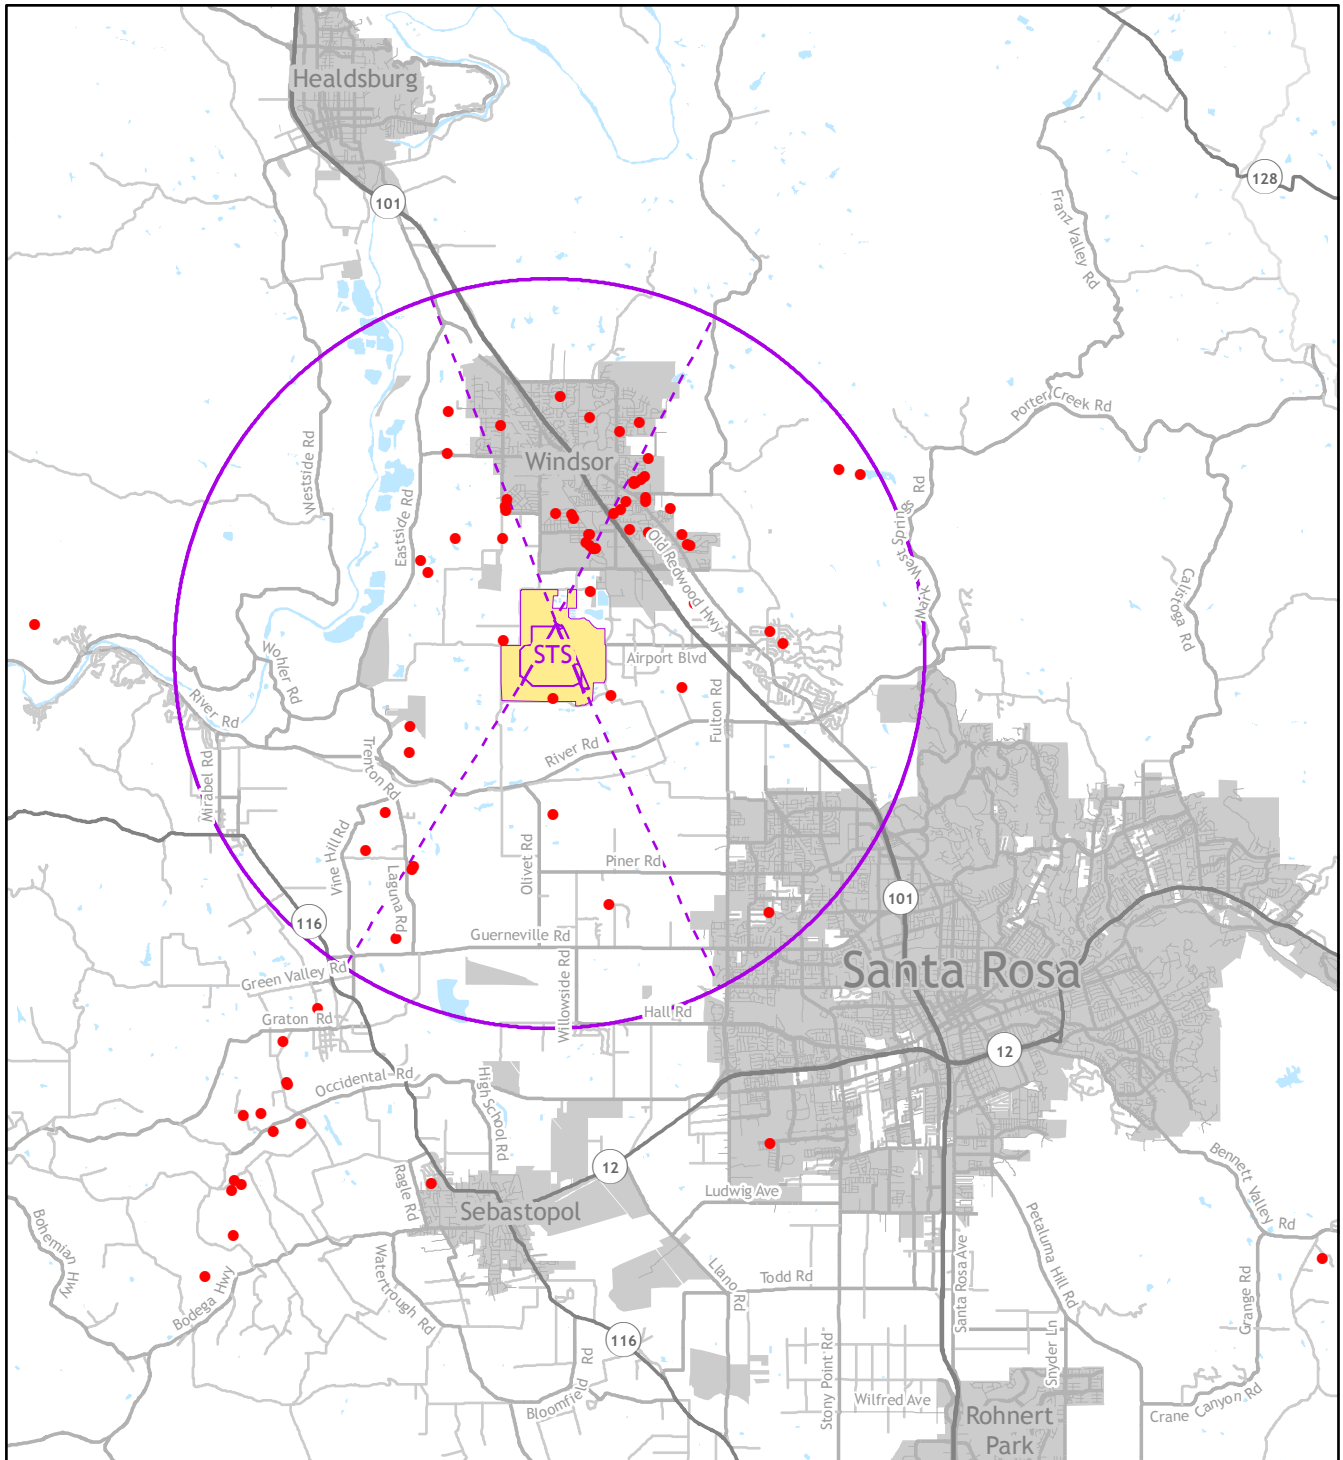 Healdsburg
101
128
Franz Valley Rd
Porter Creek Rd
Westside Rd
Windsor
Eastside Rd
Mark West Springs Rd
Old Redwood Hwy
Calistoga Rd
Wohler Rd
STS
Airport Blvd
River Rd
Fulton Rd
River Rd
Trenton Rd
Mirabel Rd
Vine Hill Rd
Olivet Rd
Piner Rd
Laguna Rd
101
116
Guerneville Rd
Santa Rosa
Green Valley Rd
Willowside Rd
Hall Rd
Graton Rd
12
Occidental Rd
High School Rd
12
Bennett Valley Rd
Ragle Rd
Ludwig Ave
Sebastopol
Petaluma Hill Rd
Bohemian Hwy
Watertrough Rd
Llano Rd
Todd Rd
Santa Rosa Ave
Grange Rd
Bodega Hwy
116
Stony Point Rd
Snyder Ln
Bloomfield Rd
Wilfred Ave
Crane Canyon Rd
Rohnert
Park